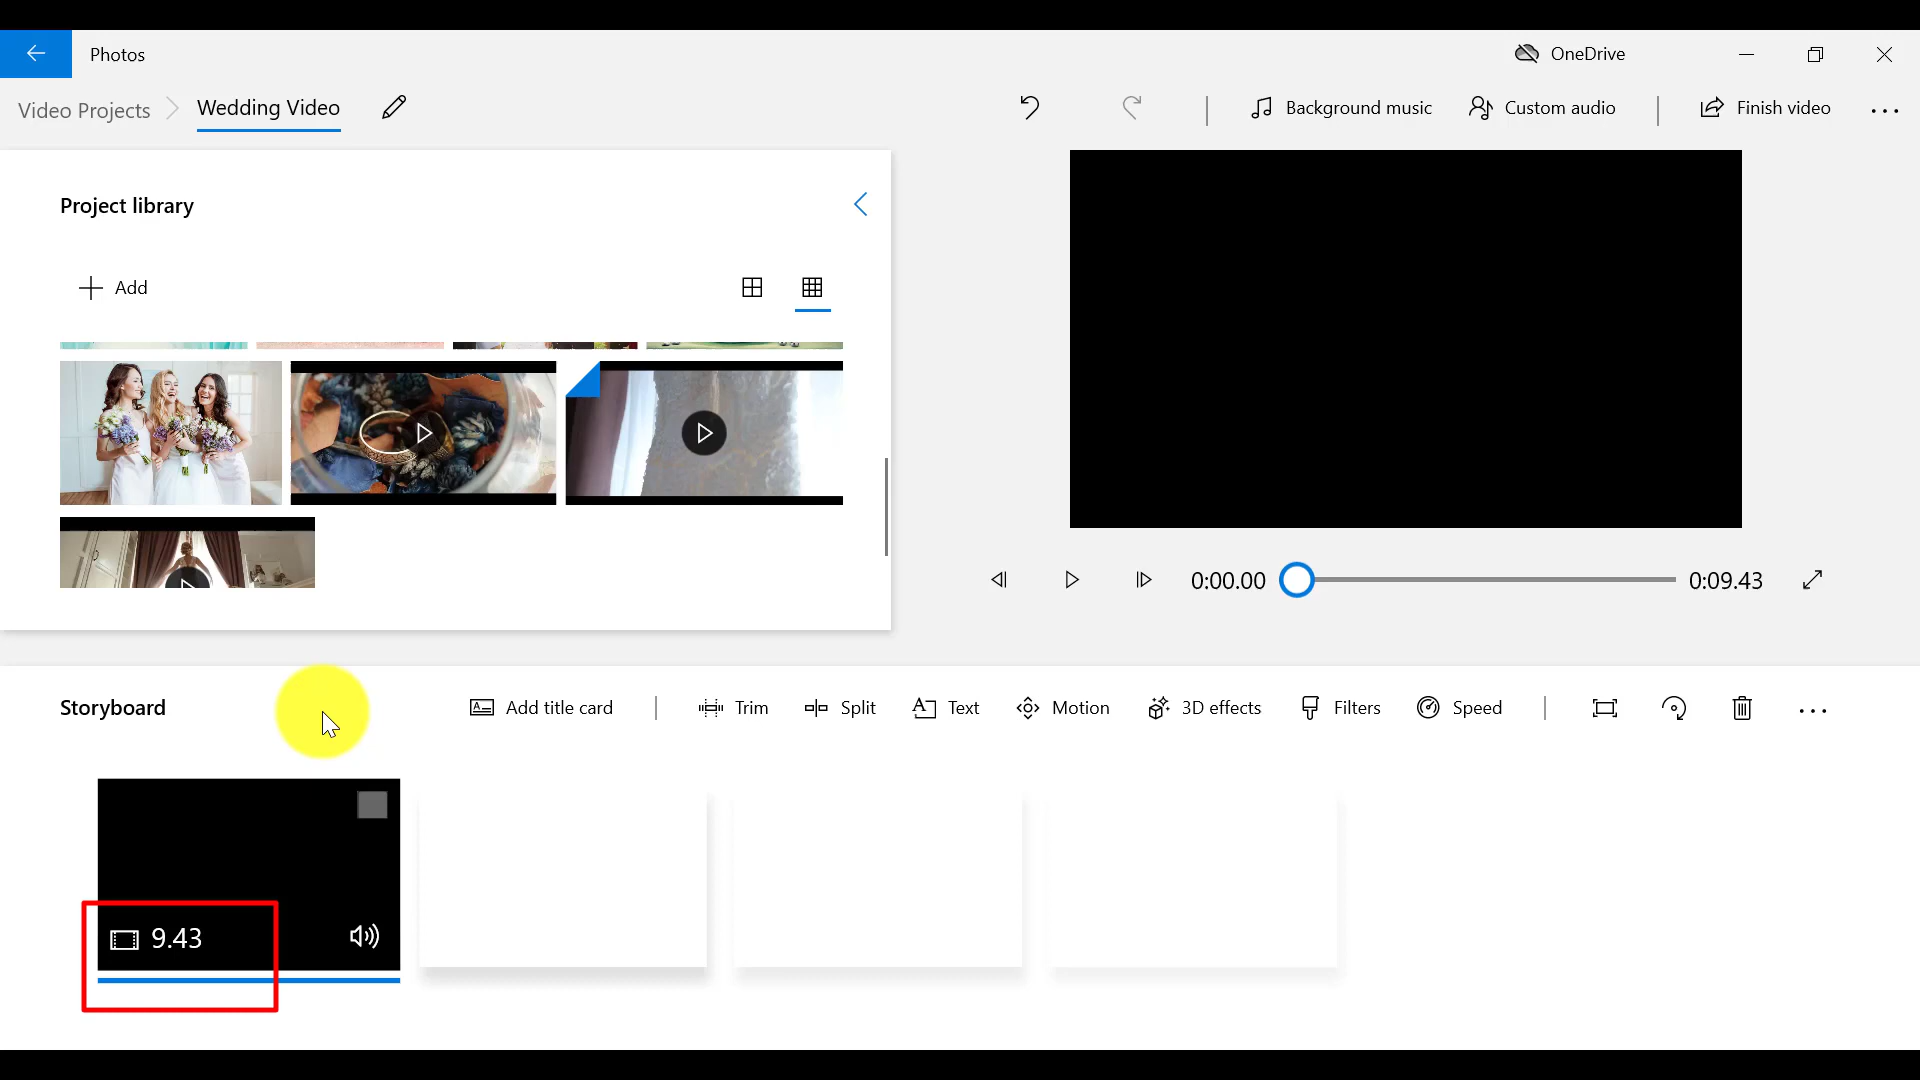 Photos
OneDrive
Video Projects
Wedding Video
Background music
Custom audio
Finish video
Project library
Add
0:00.00
0:09.43
Storyboard
Add title card
Trim
Split
Text
Motion
3D effects
Filters
Speed
9.43